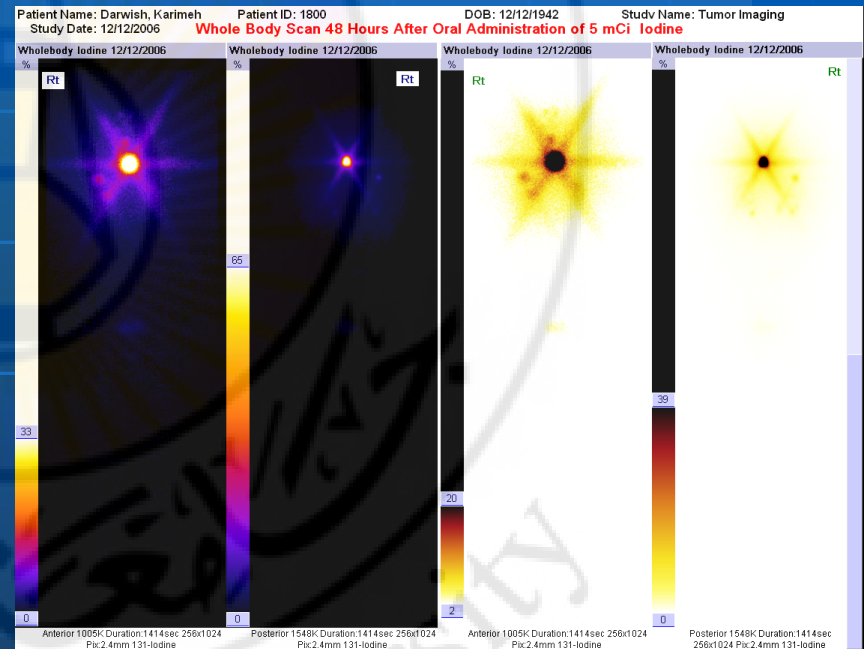 Patient Name: Darwish, Karimeh Patient ID: 1800 DOB: 12/12/1942 Study Name: Tumor Imaging
Study Date: 12/12/2006 Whole Body Scan 48 Hours After Oral Administration of 5 mCi Iodine
Wholebody Iodine 12/12/2006 Wholebody Iodine 12/12/2006 Wholebody Iodine 12/12/2006 Wholebody Iodine 12/12/2006
% % % %
Rt Rt Rt Rt
65
39
33
20
2
0 0 0
Anterior 1005K Duration:1414sec 256x1024
Pix:2.4mm 131-Iodine
Posterior 1548K Duration:1414sec 256x1024
Pix:2.4mm 131-Iodine
Anterior 1005K Duration:1414sec 256x1024
Pix:2.4mm 131-Iodine
Posterior 1548K Duration:1414sec
256x1024 Pix:2.4mm 131-Iodine